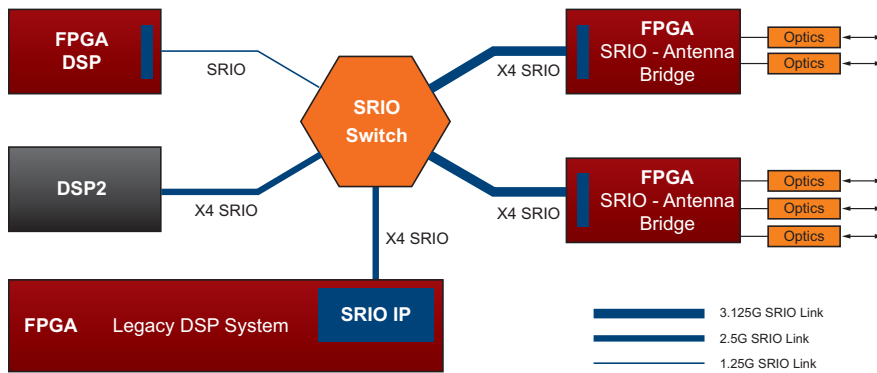 FPGA
DSP
SRIO
SRIO
Switch
X4 SRIO
FPGA
SRIO - Antenna
Bridge
Optics
Optics
DSP2
X4 SRIO
X4 SRIO
FPGA
SRIO - Antenna
Bridge
Optics
Optics
Optics
X4 SRIO
FPGA
Legacy DSP System
SRIO IP
3.125G SRIO Link
2.5G SRIO Link
1.25G SRIO Link